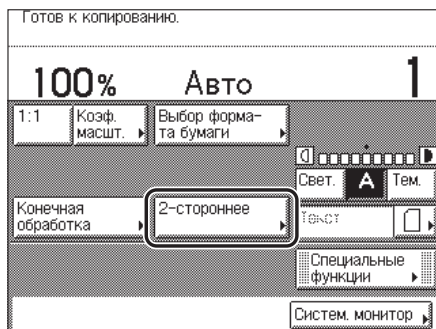 Готов к копированию.
100% Авто 1
1:1 Коэф. масштаб. Выбор форма-
та бумаги
Свет. A Тем.
Конечная
обработка
2-стороннее
Текст
Специальные
функции
Систем. монитор